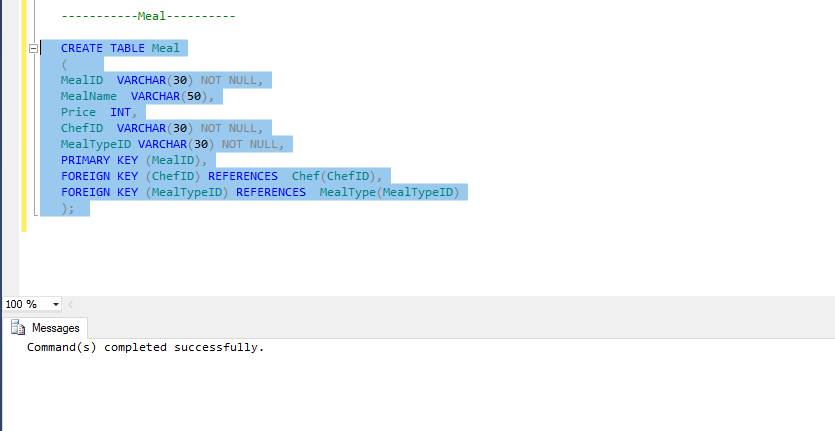 -----------Meal----------
CREATE TABLE Meal
(
MealID  VARCHAR(30) NOT NULL,
MealName  VARCHAR(50),
Price  INT,
ChefID  VARCHAR(30) NOT NULL,
MealTypeID VARCHAR(30) NOT NULL,
PRIMARY KEY (MealID),
FOREIGN KEY (ChefID) REFERENCES  Chef(ChefID),
FOREIGN KEY (MealTypeID) REFERENCES  MealType(MealTypeID)
);
100 %
Messages
Command(s) completed successfully.